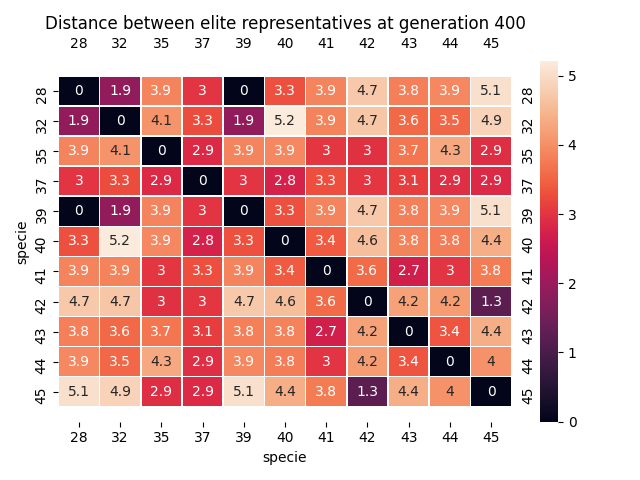 Distance between elite representatives at generation 400
28 32 35 37 39 40 41 42 43 44 45
28 0 1.9 3.9 3 0 3.3 3.9 4.7 3.8 3.9 5.1 28
32 1.9 0 4.1 3.3 1.9 5.2 3.9 4.7 3.6 3.5 4.9 32
35 3.9 4.1 0 2.9 3.9 3.9 3 3 3.7 4.3 2.9 35
37 3 3.3 2.9 0 3 2.8 3.3 3 3.1 2.9 2.9 37
39 0 1.9 3.9 3 0 3.3 3.9 4.7 3.8 3.9 5.1 39
40 3.3 5.2 3.9 2.8 3.3 0 3.4 4.6 3.8 3.8 4.4 40
41 3.9 3.9 3 3.3 3.9 3.4 0 3.6 2.7 3 3.8 41
42 4.7 4.7 3 3 4.7 4.6 3.6 0 4.2 4.2 1.3 42
43 3.8 3.6 3.7 3.1 3.8 3.8 2.7 4.2 0 3.4 4.4 43
44 3.9 3.5 4.3 2.9 3.9 3.8 3 4.2 3.4 0 4 44
45 5.1 4.9 2.9 2.9 5.1 4.4 3.8 1.3 4.4 4 0 45
28 32 35 37 39 40 41 42 43 44 45
specie
specie
5
4
3
2
1
0